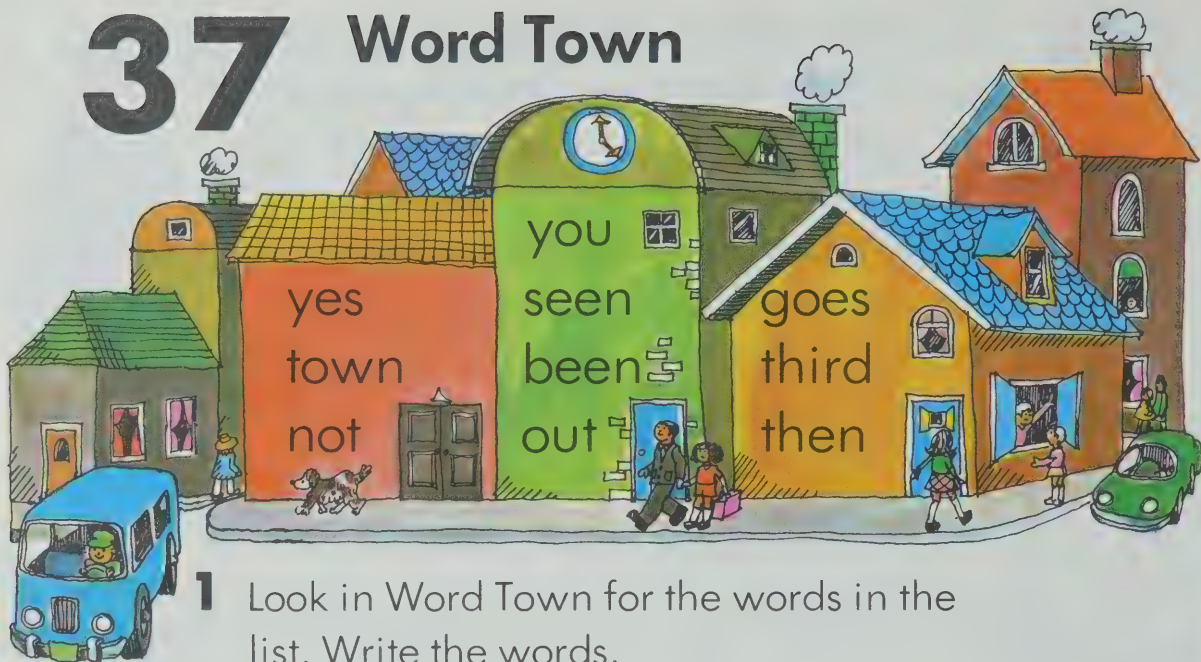 37 Word Town
you
yes seen goes
town been third
not out then
1 Look in Word Town for the words in the
list. Write the words.